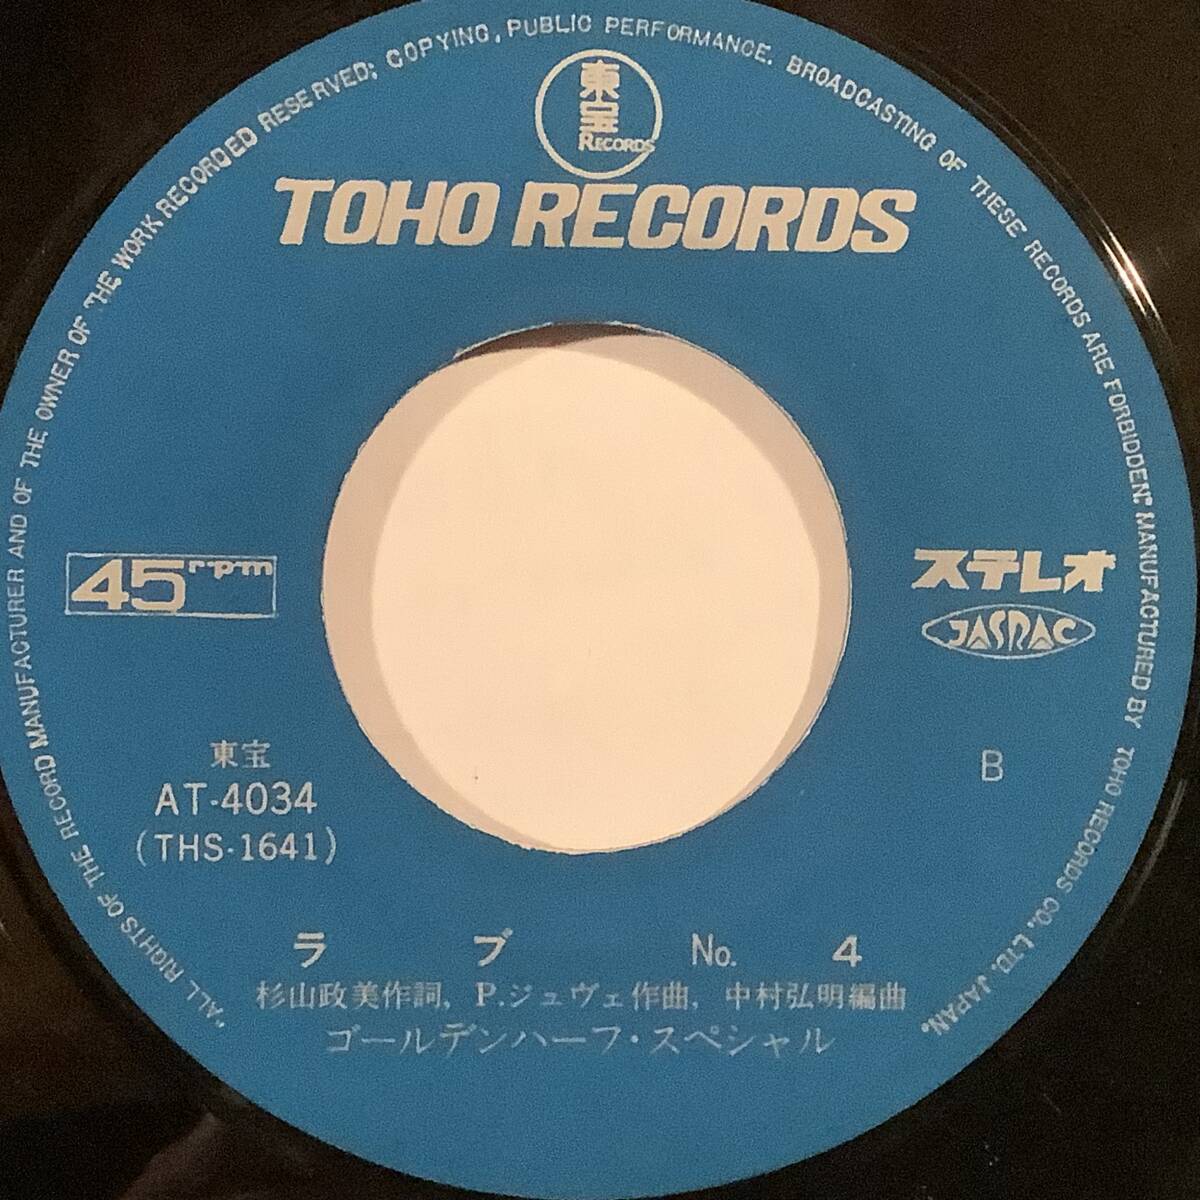 "ALL RIGHTS OF THE RECORD MANUFACTURER AND OF THE OWNER OF THE WORK RECORDED RESERVED; COPYING, PUBLIC PERFORMANCE. BROADCASTING OF THESE RECORDS ARE FORBIDDEN." MANUFACTURED BY TOHO RECORDS CO., LTD. JAPAN.
東宝
RECORDS
TOHO RECORDS
45 rpm
ステレオ
JASRAC
東宝
AT-4034
(THS-1641)
B
ラブ No. 4
杉山政美作詞、P.ジュヴェ作曲、中村弘明編曲
ゴールデンハーフ・スペシャル